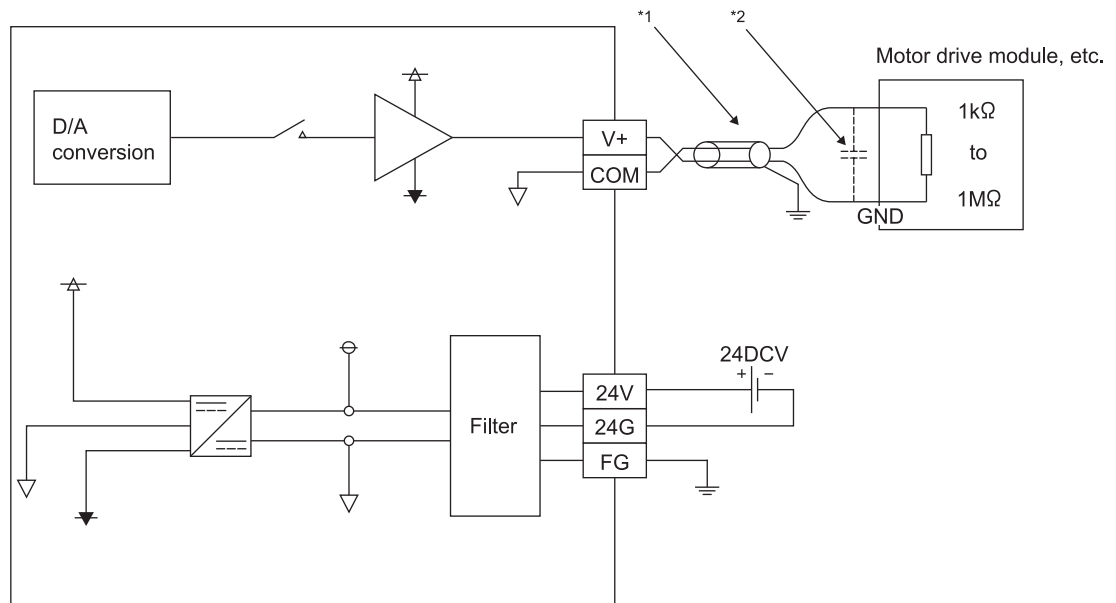 *1
*2
Motor drive module, etc.
D/A
conversion
V+
COM
1kΩ
to
1MΩ
GND
24DCV
+ −
Filter
24V
24G
FG